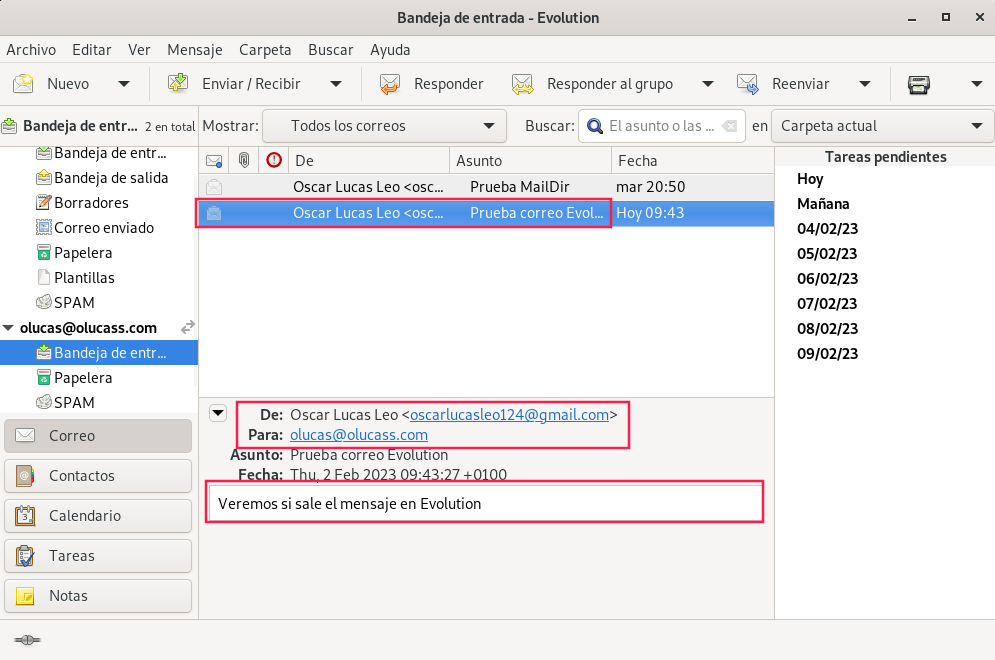 Bandeja de entrada - Evolution
Archivo Editar Ver Mensaje Carpeta Buscar Ayuda
Nuevo Enviar / Recibir Responder Responder al grupo Reenviar
Bandeja de entr... 2 en total Mostrar: Todos los correos Buscar: El asunto o las ... en Carpeta actual
Bandeja de entr...
Bandeja de salida
Borradores
Correo enviado
Papelera
Plantillas
SPAM
olucas@olucass.com
Bandeja de entr...
Papelera
SPAM
Correo
Contactos
Calendario
Tareas
Notas
De Asunto Fecha
Oscar Lucas Leo <osc... Prueba MailDir mar 20:50
Oscar Lucas Leo <osc... Prueba correo Evol... Hoy 09:43
De: Oscar Lucas Leo <oscarlucasleo124@gmail.com>
Para: olucas@olucass.com
Asunto: Prueba correo Evolution
Fecha: Thu, 2 Feb 2023 09:43:27 +0100
Veremos si sale el mensaje en Evolution
Tareas pendientes
Hoy
Mañana
04/02/23
05/02/23
06/02/23
07/02/23
08/02/23
09/02/23